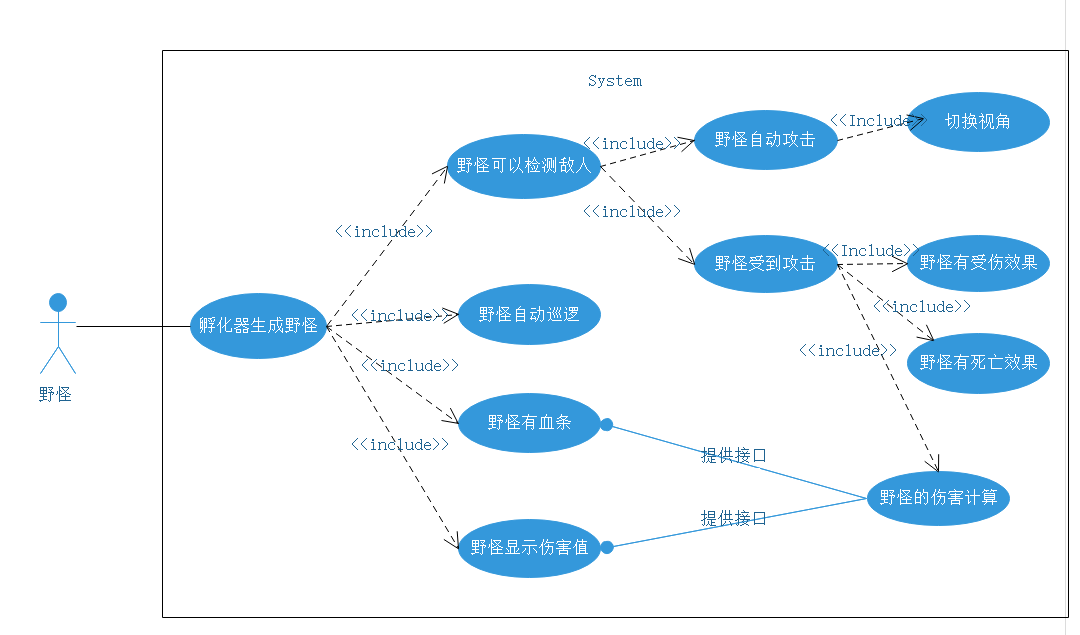 System
切换视角
<<Include>>
野怪自动攻击
<<include>>
野怪可以检测敌人
<<include>>
<<include>>
野怪受到攻击
<<Include>>
野怪有受伤效果
<<include>>
野怪有死亡效果
<<include>>
孵化器生成野怪
<<include>>
野怪自动巡逻
<<include>>
野怪
野怪有血条
<<include>>
提供接口
野怪的伤害计算
提供接口
野怪显示伤害值